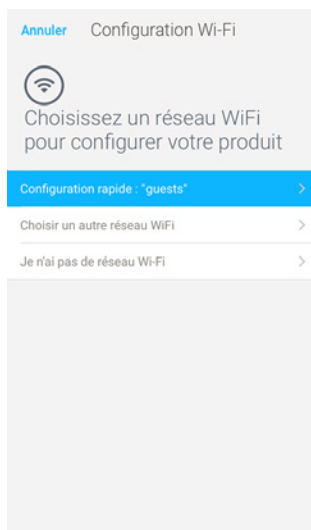 Annuler Configuration Wi-Fi
Choisissez un réseau WiFi
pour configurer votre produit
Configuration rapide : "guests"
Choisir un autre réseau WiFi
Je n'ai pas de réseau Wi-Fi